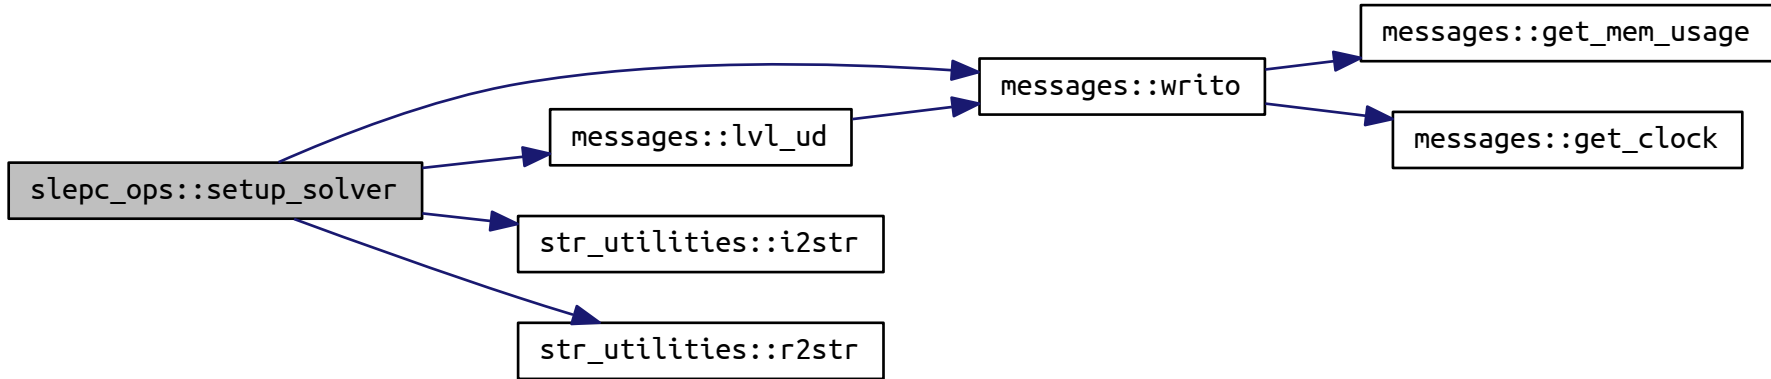 messages::get_mem_usage
messages::writo
messages::lvl_ud
messages::get_clock
slepc_ops::setup_solver
str_utilities::i2str
str_utilities::r2str